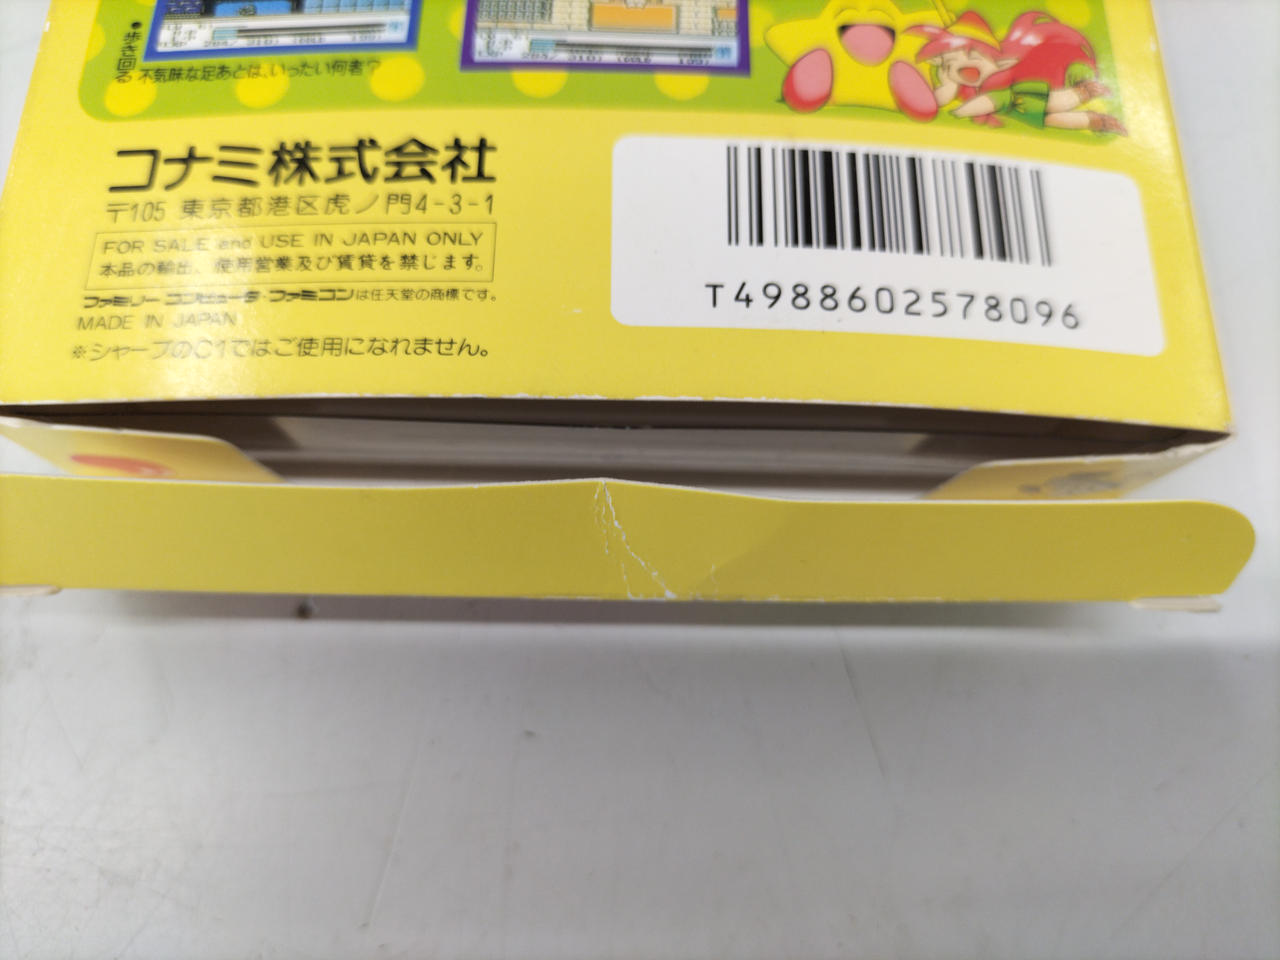 ●歩き回る
不気味な足あとは、いったい何者?
コナミ株式会社
〒105 東京都港区虎ノ門4-3-1
FOR SALE and USE IN JAPAN ONLY
本品の輸出、使用営業及び賃貸を禁じます。
ファミリーコンピュータ・ファミコンは任天堂の商標です。
MADE IN JAPAN
※シャープのC1ではご使用になれません。
T4988602578096